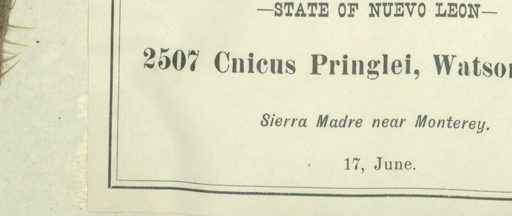 —STATE OF NUEVO LEON—
2507 Cnicus Pringlei, Watson
Sierra Madre near Monterey.
17, June.